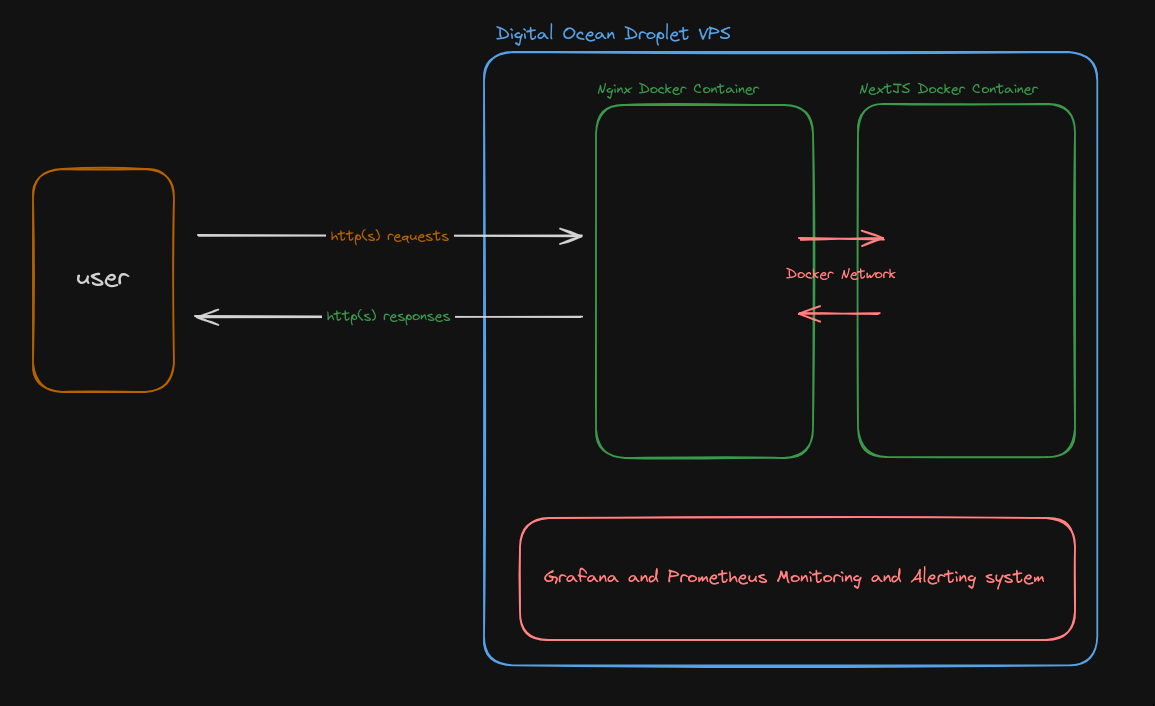 Digital Ocean Droplet VPS
Nginx Docker Container
NextJS Docker Container
user
http(s) requests
Docker Network
http(s) responses
Grafana and Prometheus Monitoring and Alerting system